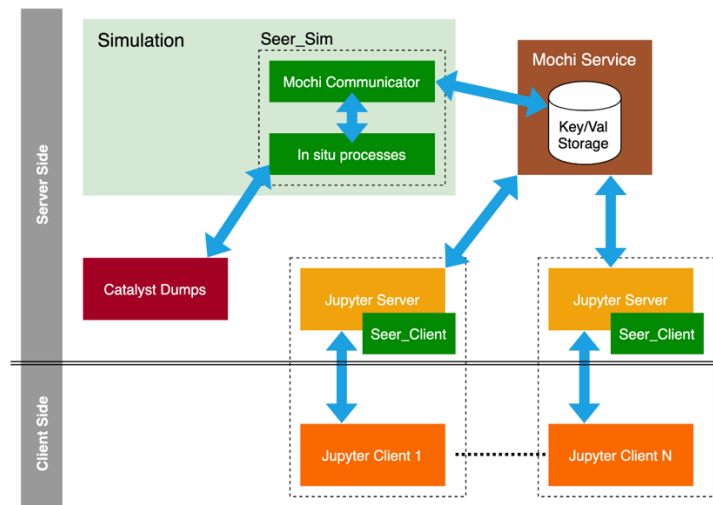 Server Side
Simulation
Seer_Sim
Mochi Communicator
In situ processes
Mochi Service
Key/Val
Storage
Catalyst Dumps
Jupyter Server
Seer_Client
Jupyter Server
Seer_Client
Client Side
Jupyter Client 1
Jupyter Client N